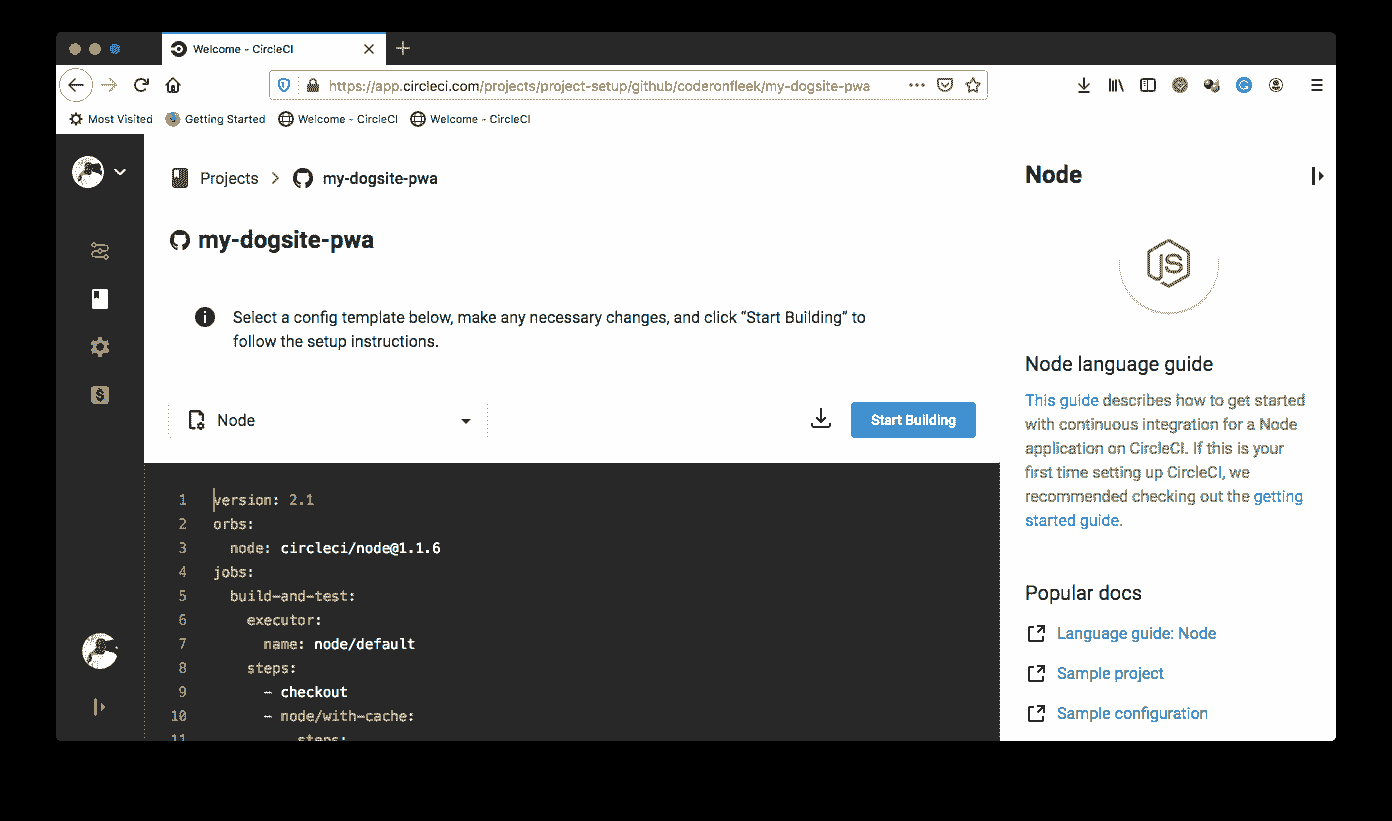 Welcome - CircleCI
https://app.circleci.com/projects/project-setup/github/coderonfleek/my-dogsite-pwa
Most Visited Getting Started Welcome - CircleCI Welcome - CircleCI
Projects > my-dogsite-pwa
my-dogsite-pwa
Select a config template below, make any necessary changes, and click “Start Building” to
follow the setup instructions.
Node
Start Building
1 version: 2.1
2 orbs:
3 node: circleci/node@1.1.6
4 jobs:
5 build-and-test:
6 executor:
7 name: node/default
8 steps:
9 - checkout
10 - node/with-cache:
11 steps:
Node
JS
Node language guide
This guide describes how to get started
with continuous integration for a Node
application on CircleCI. If this is your
first time setting up CircleCI, we
recommended checking out the getting
started guide.
Popular docs
Language guide: Node
Sample project
Sample configuration